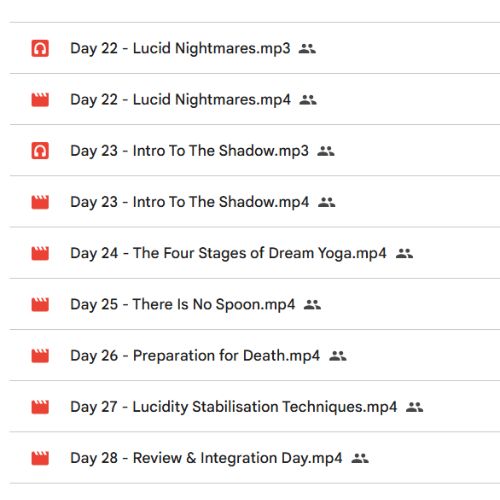 Day 22 - Lucid Nightmares.mp3
Day 22 - Lucid Nightmares.mp4
Day 23 - Intro To The Shadow.mp3
Day 23 - Intro To The Shadow.mp4
Day 24 - The Four Stages of Dream Yoga.mp4
Day 25 - There Is No Spoon.mp4
Day 26 - Preparation for Death.mp4
Day 27 - Lucidity Stabilisation Techniques.mp4
Day 28 - Review & Integration Day.mp4